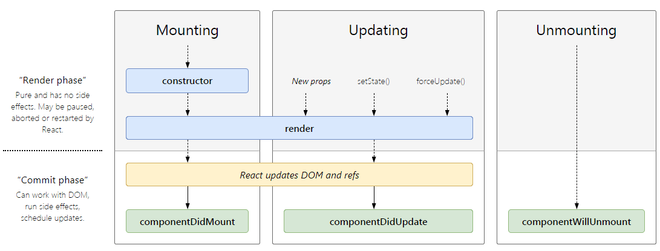 Mounting
Updating
Unmounting
“Render phase”
Pure and has no side
effects. May be paused,
aborted or restarted by
React.
constructor
New props
setState()
forceUpdate()
render
“Commit phase”
Can work with DOM,
run side effects,
schedule updates.
React updates DOM and refs
componentDidMount
componentDidUpdate
componentWillUnmount